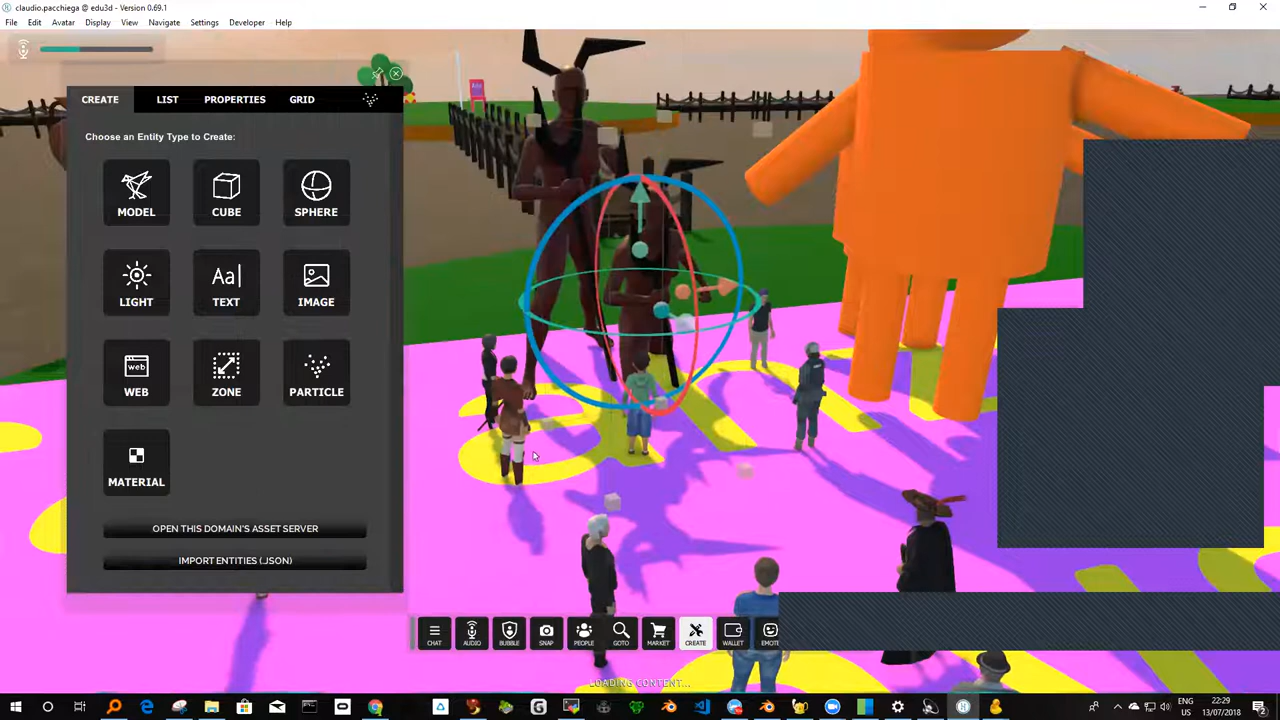 claudio.pacchiega @ edu3d - Version 0.69.1
File Edit Avatar Display View Navigate Settings Developer Help
CREATE LIST PROPERTIES GRID
Choose an Entity Type to Create:
MODEL CUBE SPHERE
LIGHT Aa| TEXT IMAGE
web WEB ZONE PARTICLE
MATERIAL
OPEN THIS DOMAIN'S ASSET SERVER
IMPORT ENTITIES (.JSON)
CHAT AUDIO BUBBLE SNAP PEOPLE GOTO MARKET CREATE WALLET EMOTE
LOADING CONTENT...
ENG
US
22:29
13/07/2018